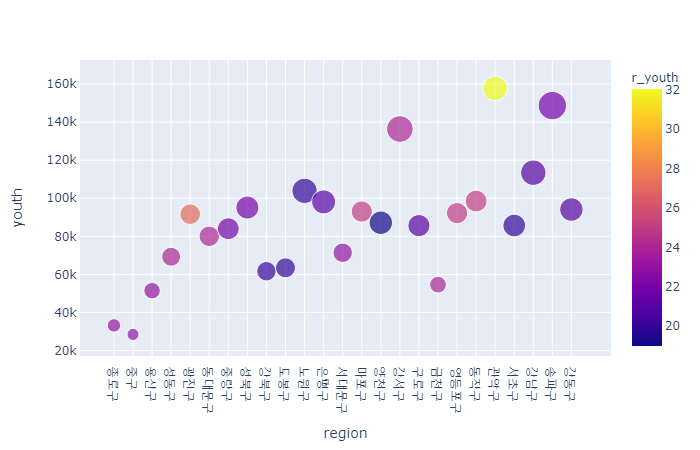 r_youth
32
30
28
26
24
22
20
youth
160k
140k
120k
100k
80k
60k
40k
20k
종로구
중구
용산구
성동구
광진구
동대문구
중랑구
성북구
강북구
도봉구
노원구
은평구
서대문구
마포구
양천구
강서구
구로구
금천구
영등포구
동작구
관악구
서초구
강남구
송파구
강동구
region